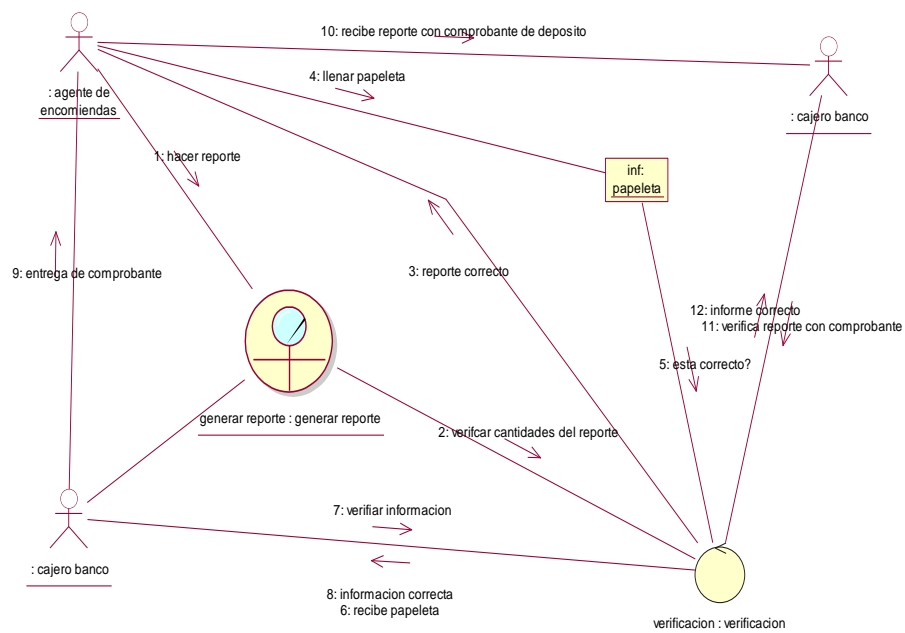 10: recibe reporte con comprobante de deposito
4: llenar papeleta
: agente de
encomiendas
: cajero banco
1: hacer reporte
inf:
papeleta
9: entrega de comprobante
3: reporte correcto
12: informe correcto
11: verifica reporte con comprobante
5: esta correcto?
generar reporte : generar reporte
2: verifcar cantidades del reporte
7: verifiar informacion
: cajero banco
8: informacion correcta
6: recibe papeleta
verificacion : verificacion